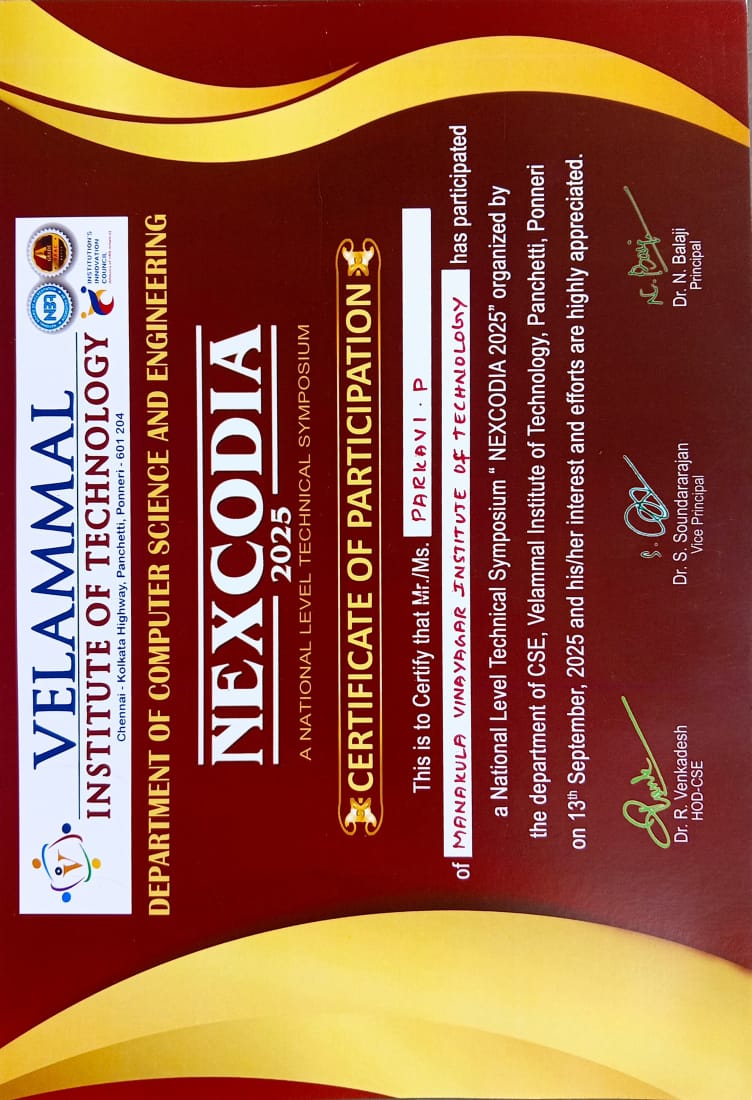 VELAMMAL
INSTITUTE OF TECHNOLOGY
Chennai - Kolkata Highway, Panchetti, Ponneri - 601 204
NBA
A
GRADE
NAAC
INSTITUTION'S
INNOVATION
COUNCIL
DEPARTMENT OF COMPUTER SCIENCE AND ENGINEERING
NEXCODIA
2025
A NATIONAL LEVEL TECHNICAL SYMPOSIUM
CERTIFICATE OF PARTICIPATION
This is to Certify that Mr./Ms. PARKAVI . P
of MANAKULA VINAYAGAR INSTITUTE OF TECHNOLOGY has participated
a National Level Technical Symposium “ NEXCODIA 2025” organized by
the department of CSE, Velammal Institute of Technology, Panchetti, Ponneri
on 13th September, 2025 and his/her interest and efforts are highly appreciated.
Dr. R. Venkadesh
HOD-CSE
Dr. S. Soundararajan
Vice Principal
Dr. N. Balaji
Principal